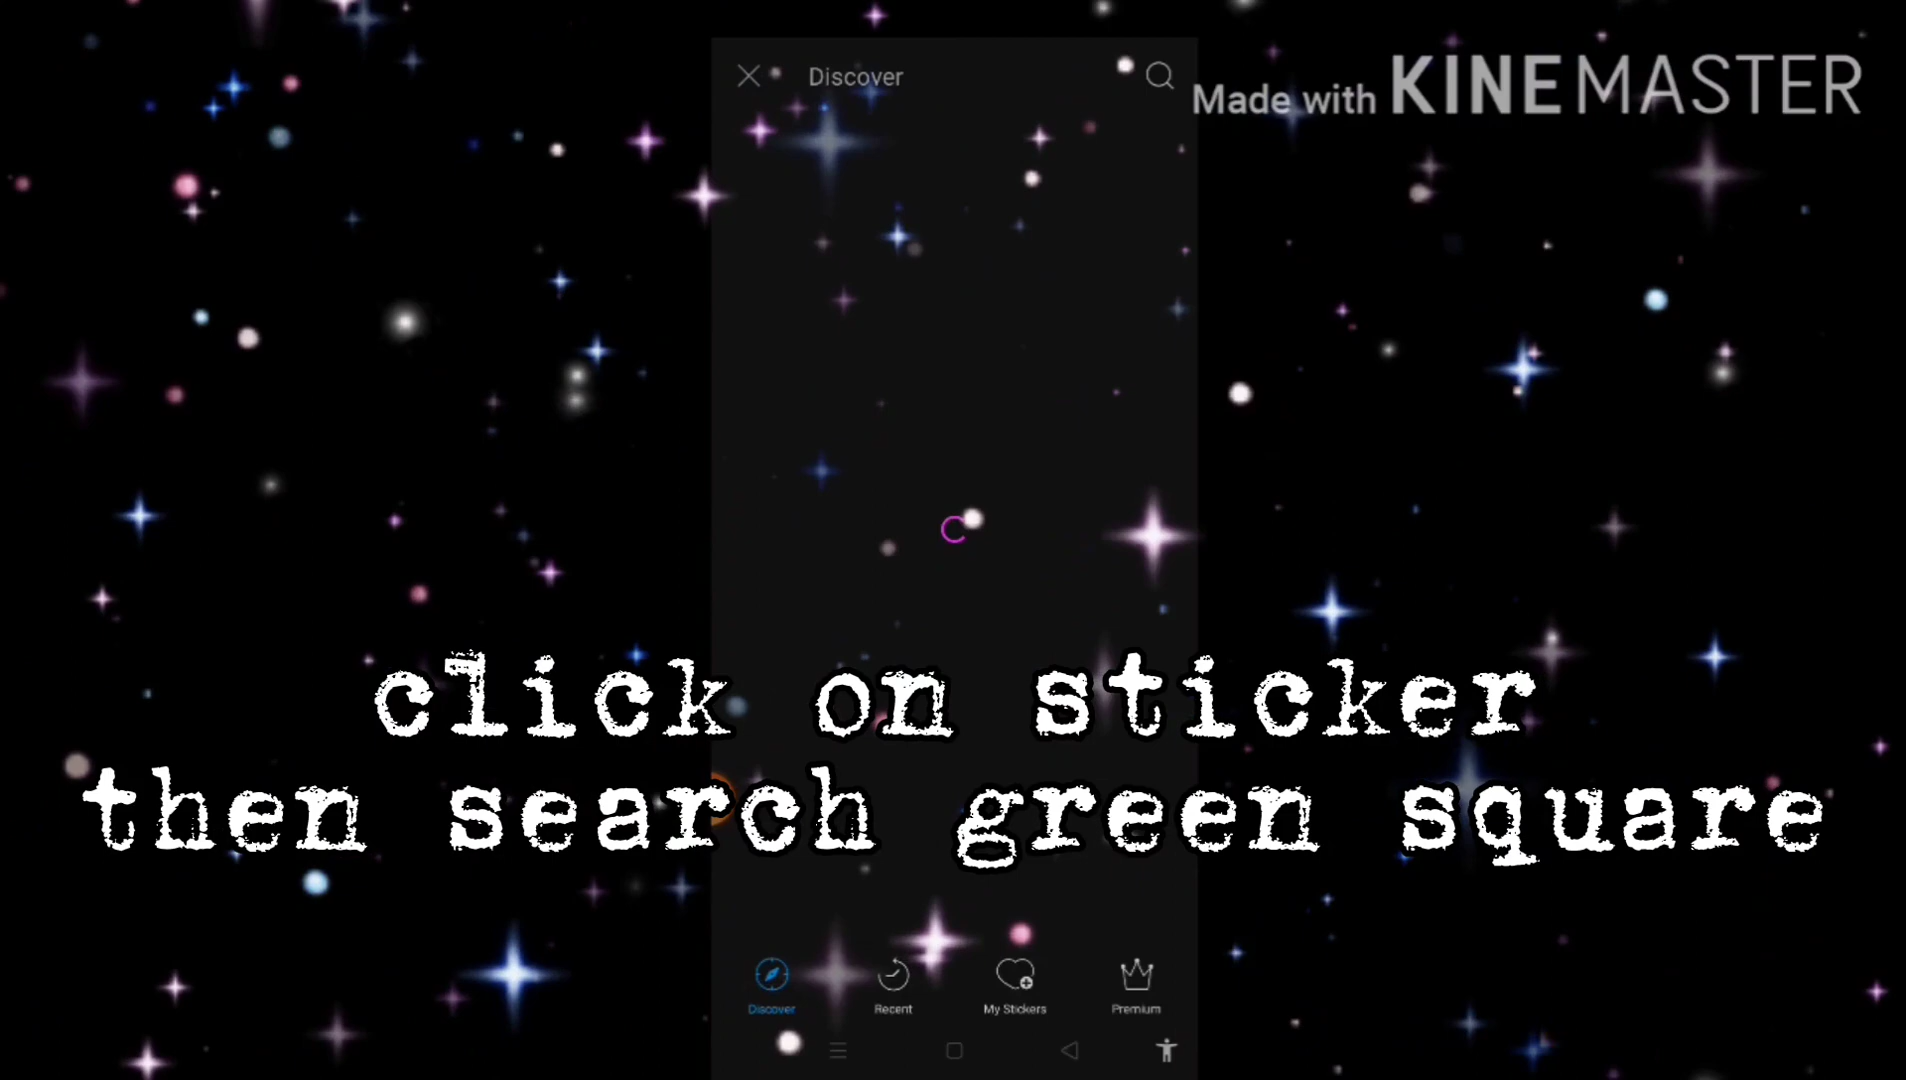 Discover
Made with KINEMASTER
click on sticker
then search green square
Discover
Recent
My Stickers
Premium